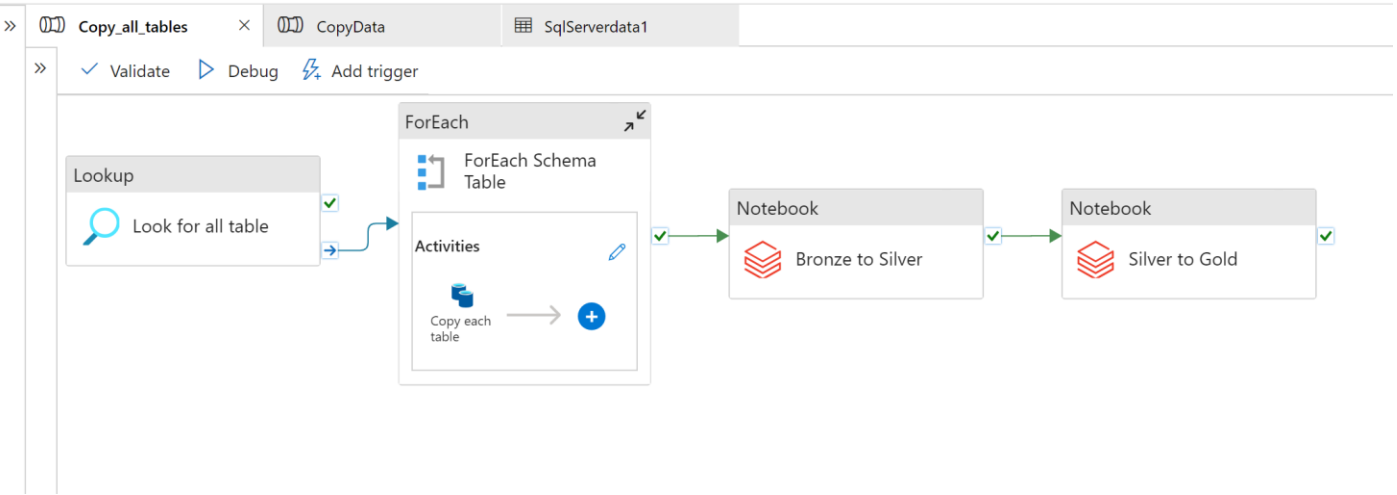 Copy_all_tables
CopyData
SqlServerdata1
Validate
Debug
Add trigger
ForEach
ForEach Schema
Table
Lookup
Look for all table
Activities
Copy each
table
Notebook
Bronze to Silver
Notebook
Silver to Gold